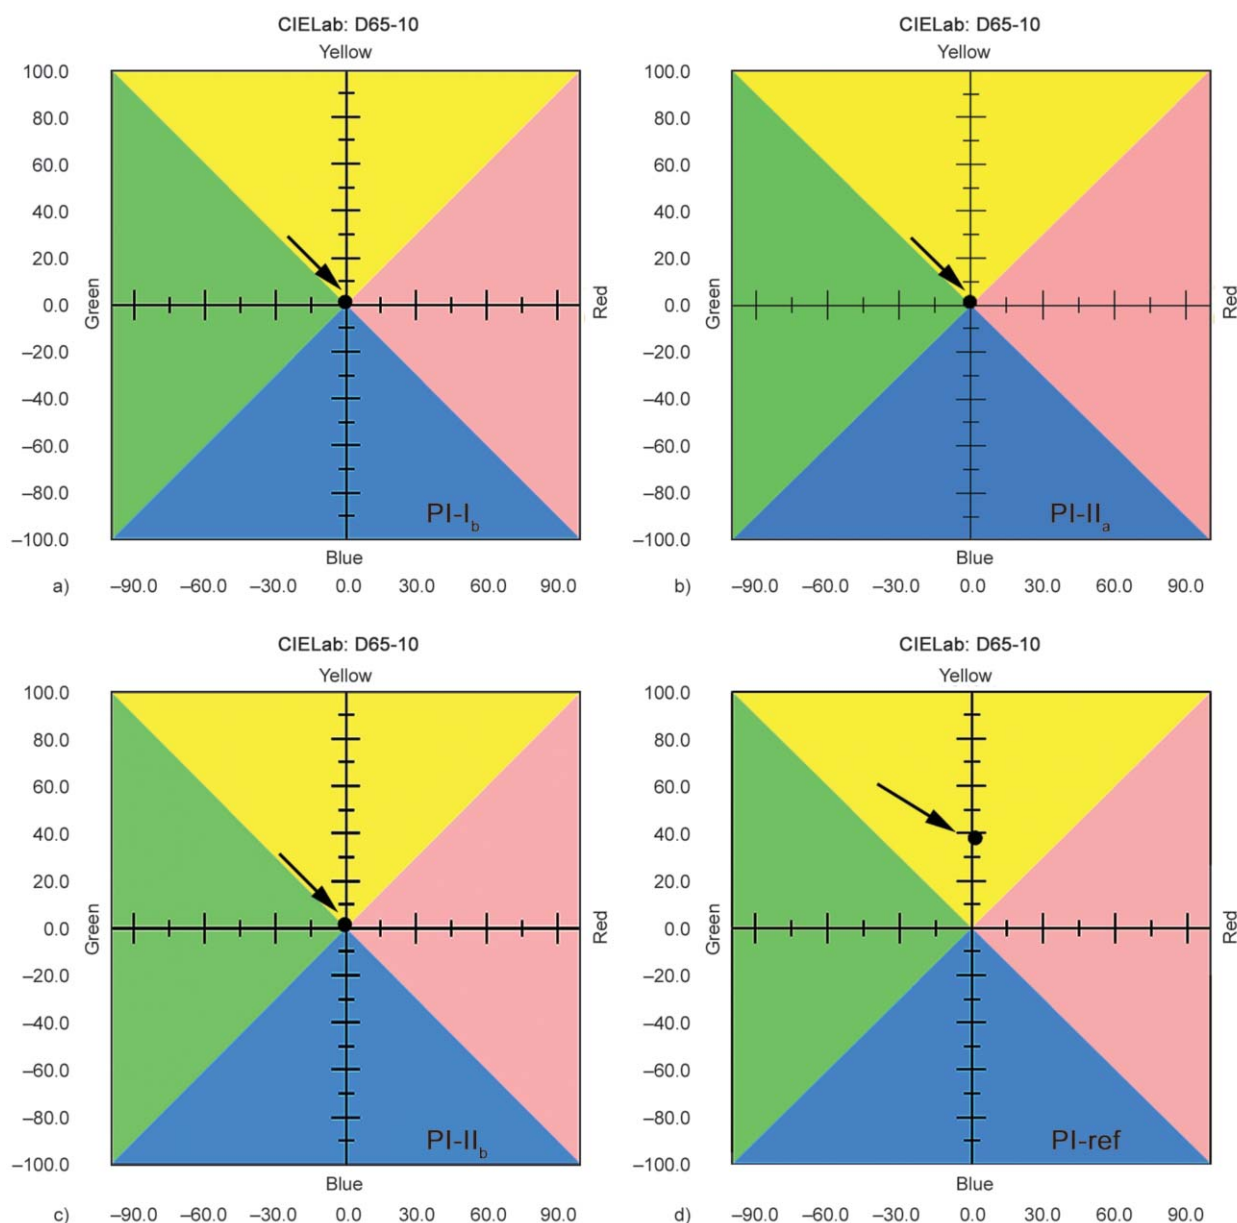 CIELab: D65-10
Yellow
100.0
80.0
60.0
40.0
20.0
0.0
–20.0
–40.0
–60.0
–80.0
–100.0
Green
Red
PI-I_b
Blue
a) –90.0 –60.0 –30.0 0.0 30.0 60.0 90.0
CIELab: D65-10
Yellow
100.0
80.0
60.0
40.0
20.0
0.0
–20.0
–40.0
–60.0
–80.0
–100.0
Green
Red
PI-II_a
Blue
b) –90.0 –60.0 –30.0 0.0 30.0 60.0 90.0
CIELab: D65-10
Yellow
100.0
80.0
60.0
40.0
20.0
0.0
–20.0
–40.0
–60.0
–80.0
–100.0
Green
Red
PI-II_b
Blue
c) –90.0 –60.0 –30.0 0.0 30.0 60.0 90.0
CIELab: D65-10
Yellow
100.0
80.0
60.0
40.0
20.0
0.0
–20.0
–40.0
–60.0
–80.0
–100.0
Green
Red
PI-ref
Blue
d) –90.0 –60.0 –30.0 0.0 30.0 60.0 90.0